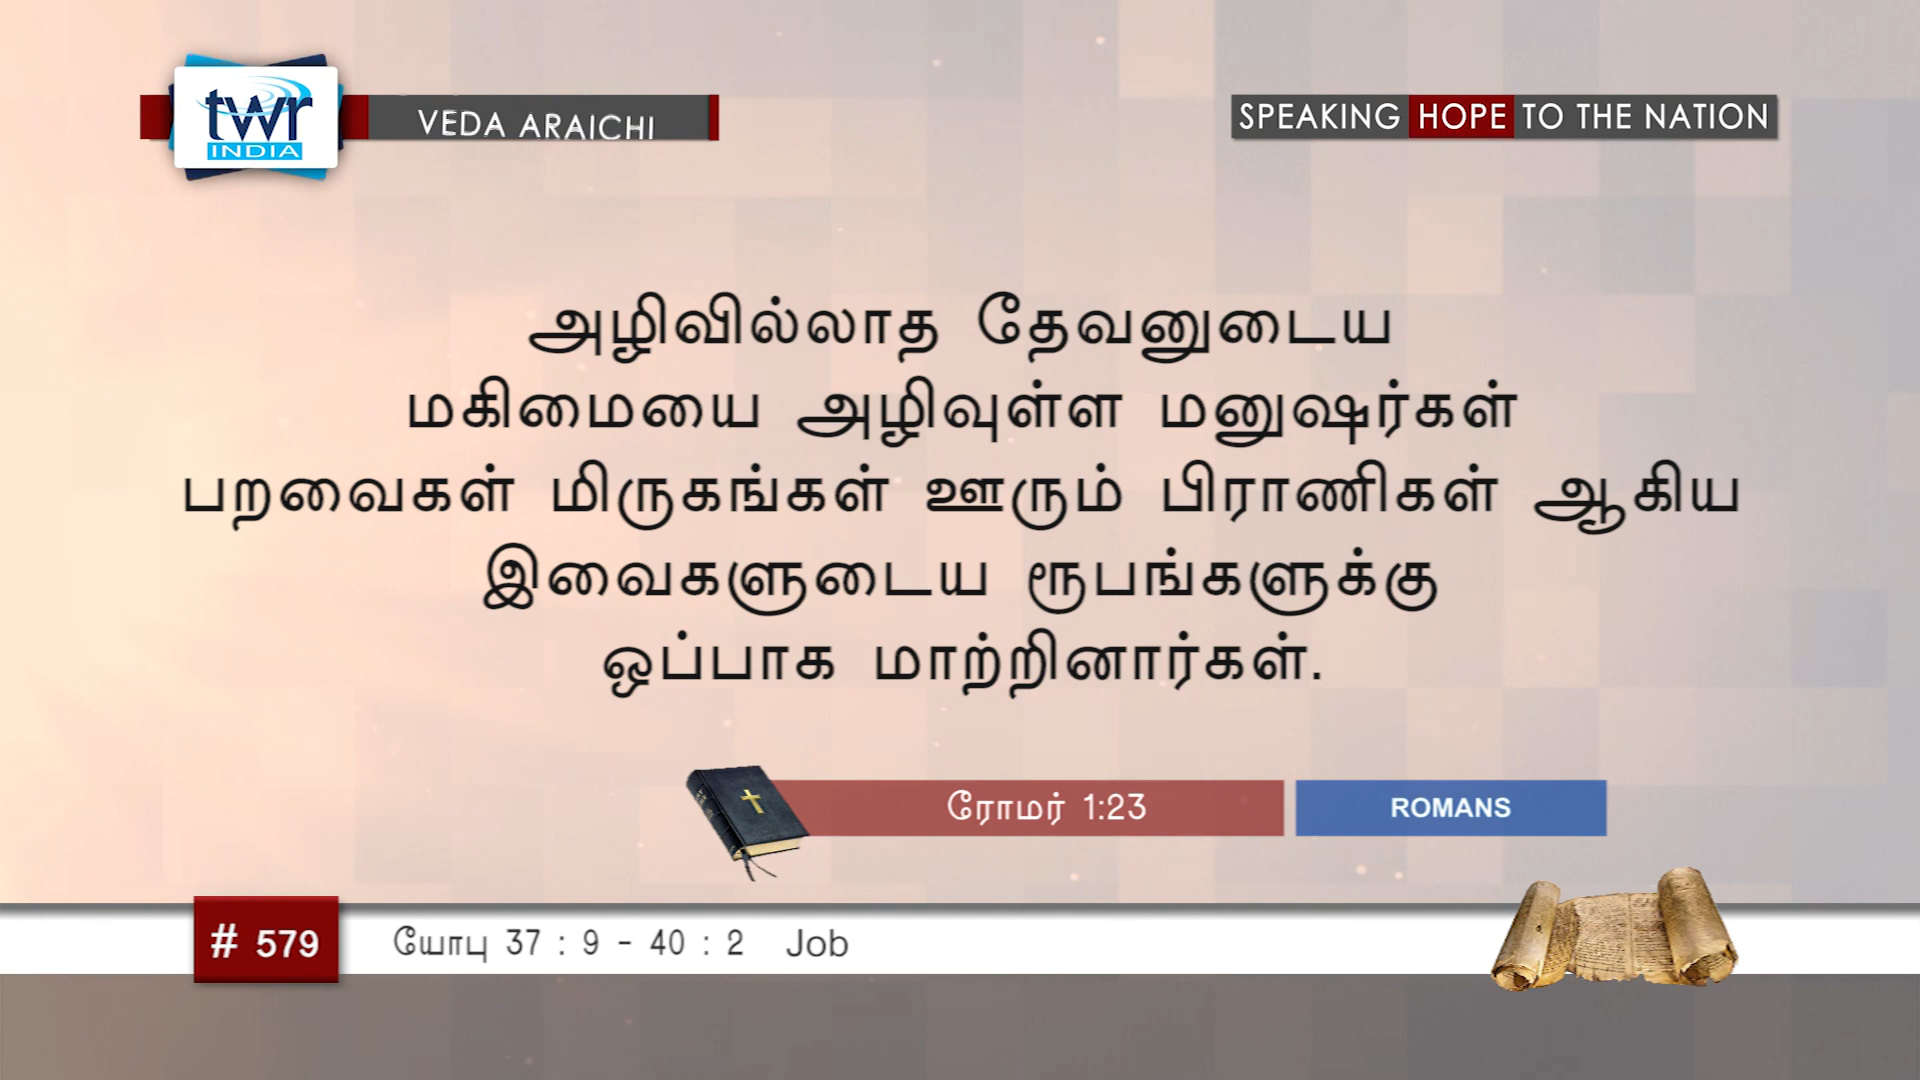 twr
INDIA
VEDA ARAICHI
SPEAKING HOPE TO THE NATION
அழிவில்லாத தேவனுடைய
மகிமையை அழிவுள்ள மனுஷர்கள்
பறவைகள் மிருகங்கள் ஊரும் பிராணிகள் ஆகிய
இவைகளுடைய ரூபங்களுக்கு
ஒப்பாக மாற்றினார்கள்.
ரோமர் 1:23
ROMANS
# 579
யோபு 37 : 9 - 40 : 2 Job